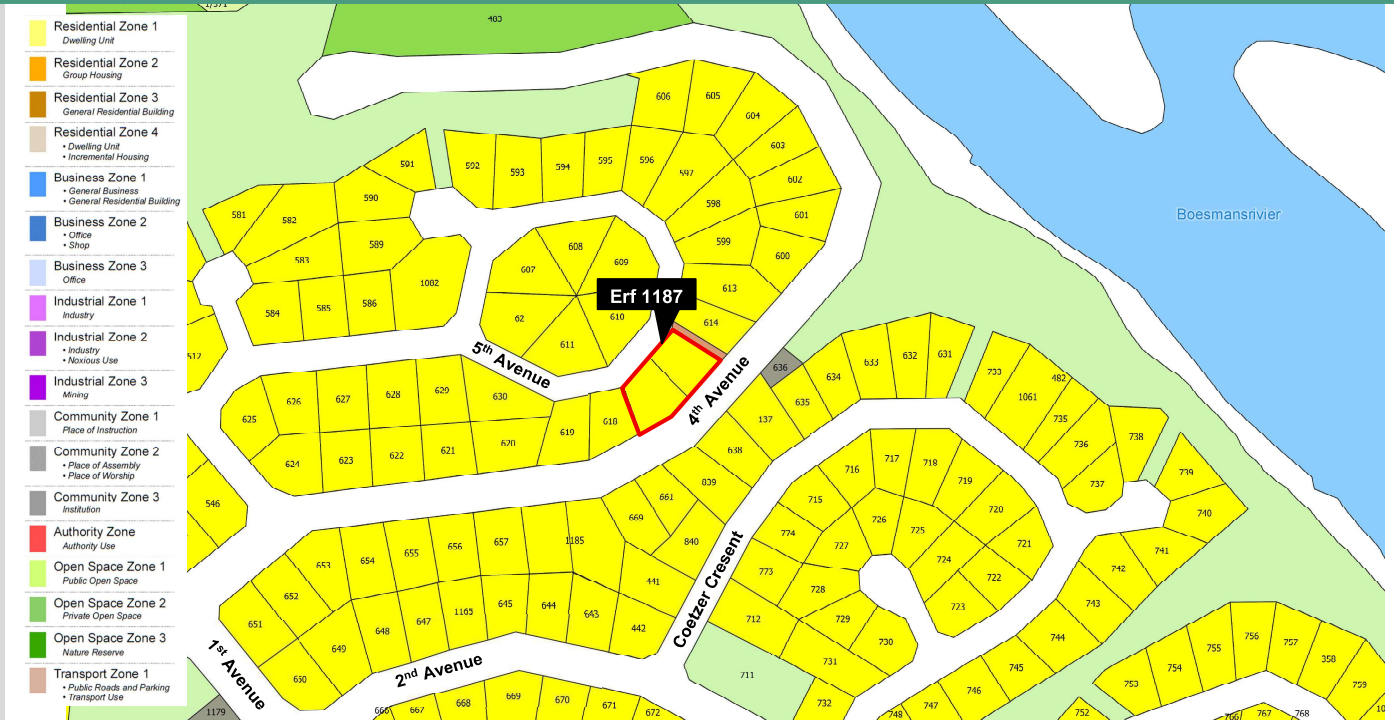 1/571
483
Residential Zone 1
Dwelling Unit
Residential Zone 2
Group Housing
Residential Zone 3
General Residential Building
Residential Zone 4
• Dwelling Unit
• Incremental Housing
Business Zone 1
• General Business
• General Residential Building
Business Zone 2
• Office
• Shop
Business Zone 3
Office
Industrial Zone 1
Industry
Industrial Zone 2
• Industry
• Noxious Use
Industrial Zone 3
Mining
Community Zone 1
Place of Instruction
Community Zone 2
• Place of Assembly
• Place of Worship
Community Zone 3
Institution
Authority Zone
Authority Use
Open Space Zone 1
Public Open Space
Open Space Zone 2
Private Open Space
Open Space Zone 3
Nature Reserve
Transport Zone 1
• Public Roads and Parking
• Transport Use
Boesmansrivier
Erf 1187
5th Avenue
4th Avenue
Coetzer Cresent
2nd Avenue
1st Avenue
606
605
604
603
602
601
600
599
598
597
596
595
594
593
592
591
590
589
581
582
583
584
585
586
1082
512
607
608
609
610
611
62
613
614
618
619
620
621
622
623
624
625
626
627
628
629
630
546
636
634
633
632
631
635
137
638
839
661
669
840
441
442
1185
657
656
655
654
653
652
651
650
649
648
647
1165
645
644
643
733
482
1061
735
736
737
738
739
740
741
742
743
744
745
746
747
748
716
717
718
719
720
721
722
723
724
725
726
727
715
774
773
728
729
730
731
712
711
732
666
667
668
669
670
671
672
1179
752
753
754
755
756
757
358
759
766
767
768